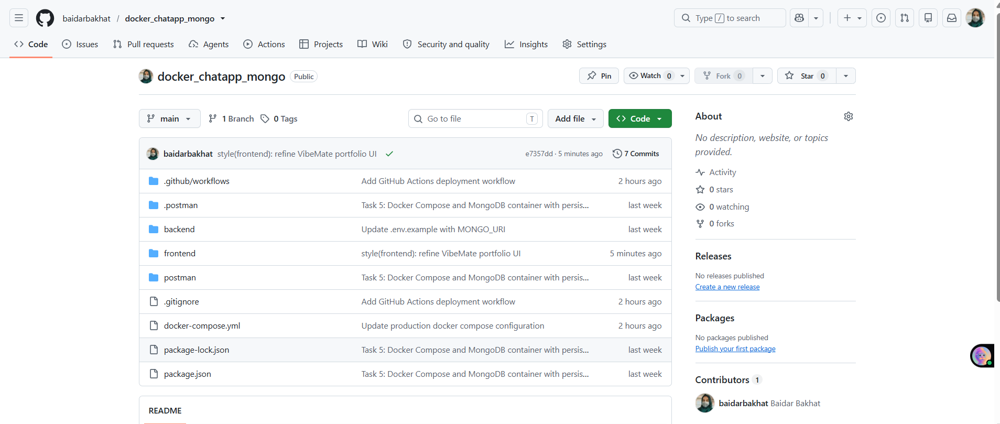 baidarbakhat / docker_chatapp_mongo
Type / to search
Code Issues Pull requests Agents Actions Projects Wiki Security and quality Insights Settings
docker_chatapp_mongo Public
Pin Watch 0 Fork 0 Star 0
main 1 Branch 0 Tags Go to file T Add file Code
baidarbakhat style(frontend): refine VibeMate portfolio UI e7357dd · 5 minutes ago 7 Commits
.github/workflows Add GitHub Actions deployment workflow 2 hours ago
.postman Task 5: Docker Compose and MongoDB container with persis... last week
backend Update .env.example with MONGO_URI last week
frontend style(frontend): refine VibeMate portfolio UI 5 minutes ago
postman Task 5: Docker Compose and MongoDB container with persis... last week
.gitignore Add GitHub Actions deployment workflow 2 hours ago
docker-compose.yml Update production docker compose configuration 2 hours ago
package-lock.json Task 5: Docker Compose and MongoDB container with persis... last week
package.json Task 5: Docker Compose and MongoDB container with persis... last week
README
About
No description, website, or topics
provided.
Activity
0 stars
0 watching
0 forks
Releases
No releases published
Create a new release
Packages
No packages published
Publish your first package
Contributors 1
baidarbakhat Baidar Bakhat